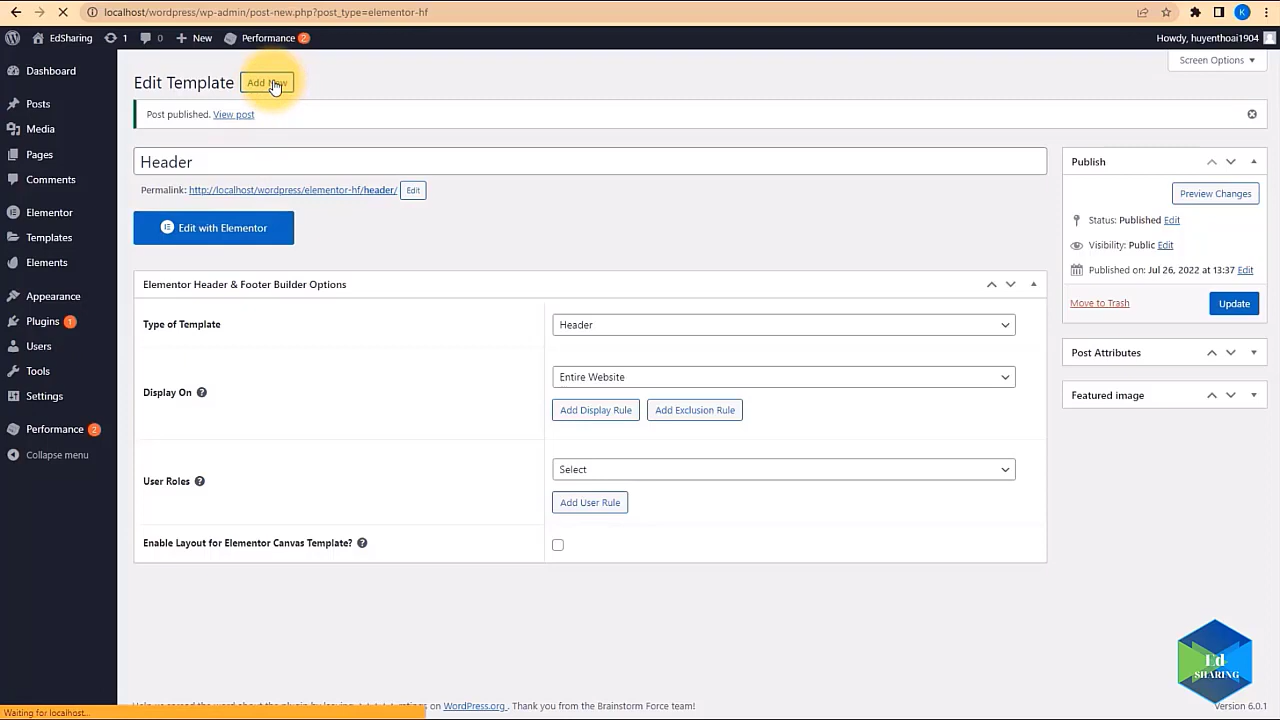 localhost/wordpress/wp-admin/post-new.php?post_type=elementor-hf
K
EdSharing 1 0 New Performance 2 Howdy, huyenthoai1904
Screen Options
Dashboard
Posts
Media
Pages
Comments
Elementor
Templates
Elements
Appearance
Plugins 1
Users
Tools
Settings
Performance 2
Collapse menu
Edit Template Add New
Post published. View post
Header
Permalink: http://localhost/wordpress/elementor-hf/header/ Edit
Edit with Elementor
Elementor Header & Footer Builder Options
Type of Template Header
Display On Entire Website
Add Display Rule Add Exclusion Rule
User Roles Select
Add User Rule
Enable Layout for Elementor Canvas Template?
Publish
Preview Changes
Status: Published Edit
Visibility: Public Edit
Published on: Jul 26, 2022 at 13:37 Edit
Move to Trash Update
Post Attributes
Featured image
Ed
SHARING
on WordPress.org. Thank you from the Brainstorm Force team!
Version 6.0.1
Waiting for localhost...